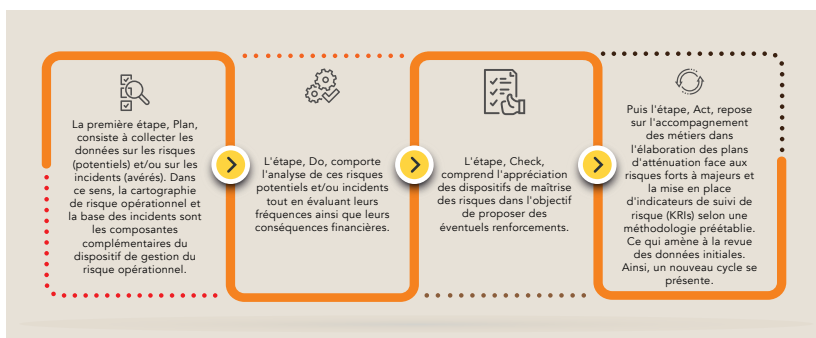 La première étape, Plan,
consiste à collecter les
données sur les risques
(potentiels) et/ou sur les
incidents (avérés). Dans
ce sens, la cartographie
de risque opérationnel et
la base des incidents sont
les composantes
complémentaires du
dispositif de gestion du
risque opérationnel.
L'étape, Do, comporte
l'analyse de ces risques
potentiels et/ou incidents
tout en évaluant leurs
fréquences ainsi que leurs
conséquences financières.
L'étape, Check,
comprend l'appréciation
des dispositifs de maîtrise
des risques dans l'objectif
de proposer des
éventuels renforcements.
Puis l'étape, Act, repose
sur l'accompagnement
des métiers dans
l'élaboration des plans
d'atténuation face aux
risques forts à majeurs et
la mise en place
d'indicateurs de suivi de
risque (KRIs) selon une
méthodologie préétablie.
Ce qui amène à la revue
des données initiales.
Ainsi, un nouveau cycle se
présente.